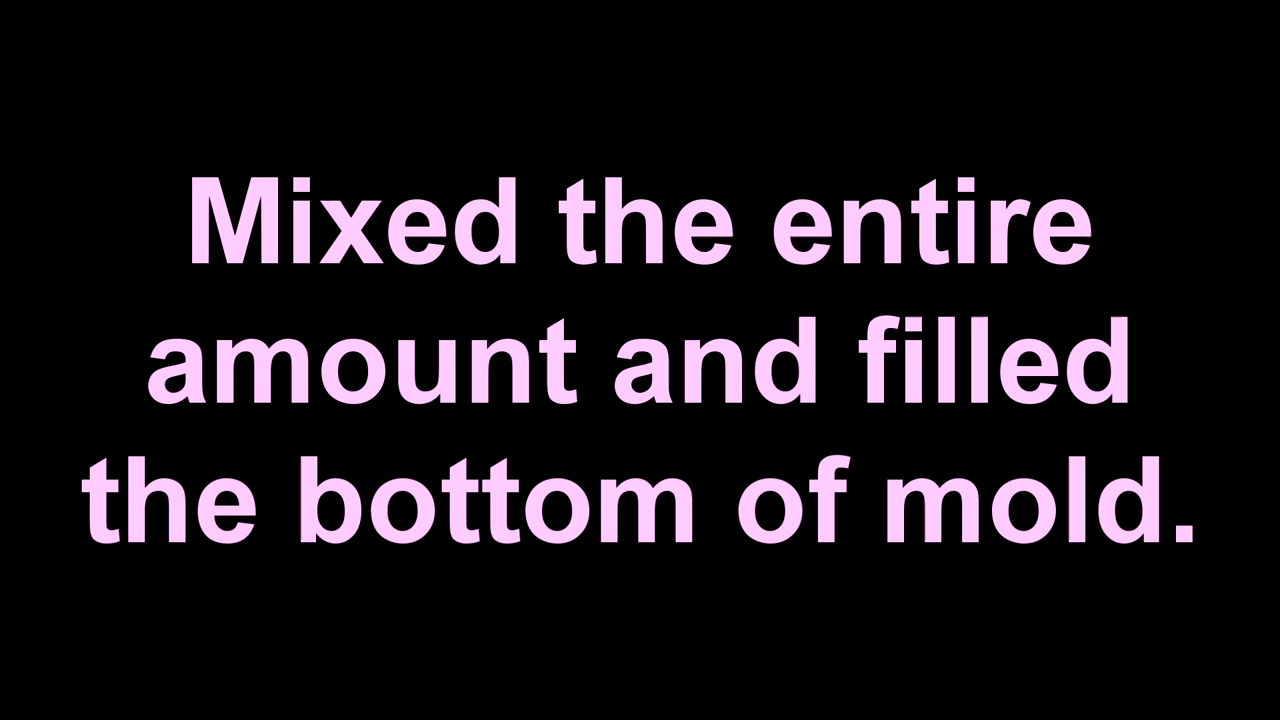 Mixed the entire
amount and filled
the bottom of mold.